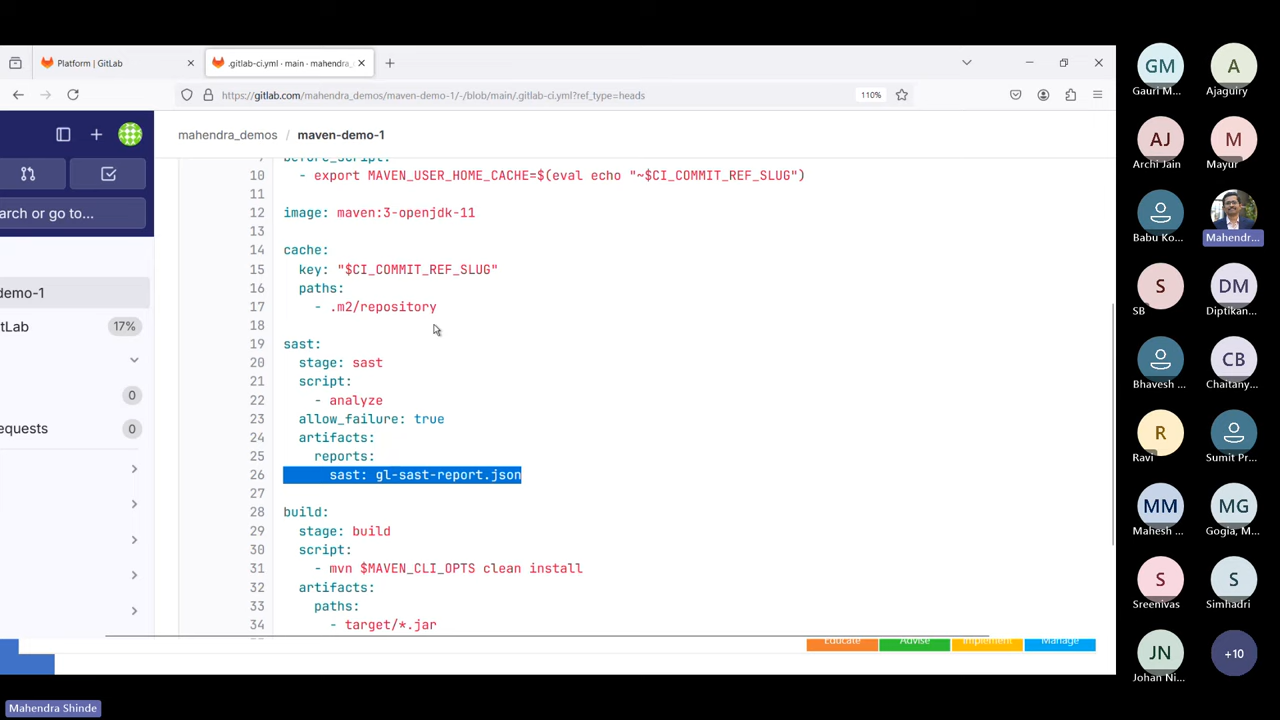 Platform | GitLab
.gitlab-ci.yml · main · mahendra_
https://gitlab.com/mahendra_demos/maven-demo-1/-/blob/main/.gitlab-ci.yml?ref_type=heads
110%
mahendra_demos / maven-demo-1
arch or go to...
demo-1
tLab 17%
0
equests 0
before_script:
10 - export MAVEN_USER_HOME_CACHE=$(eval echo "~$CI_COMMIT_REF_SLUG")
11
12 image: maven:3-openjdk-11
13
14 cache:
15 key: "$CI_COMMIT_REF_SLUG"
16 paths:
17 - .m2/repository
18
19 sast:
20 stage: sast
21 script:
22 - analyze
23 allow_failure: true
24 artifacts:
25 reports:
26 sast: gl-sast-report.json
27
28 build:
29 stage: build
30 script:
31 - mvn $MAVEN_CLI_OPTS clean install
32 artifacts:
33 paths:
34 - target/*.jar
Educate Advise Implement Manage
GM A
Gauri M... Ajaguiry
AJ M
Archi Jain Mayur
Babu Ko... Mahendr...
S DM
SB Diptikan...
CB
Bhavesh ... Chaitany...
R
Ravi Sumit Pr...
MM MG
Mahesh ... Gogia, M...
S S
Sreenivas Simhadri
JN +10
Johan Ni...
Mahendra Shinde